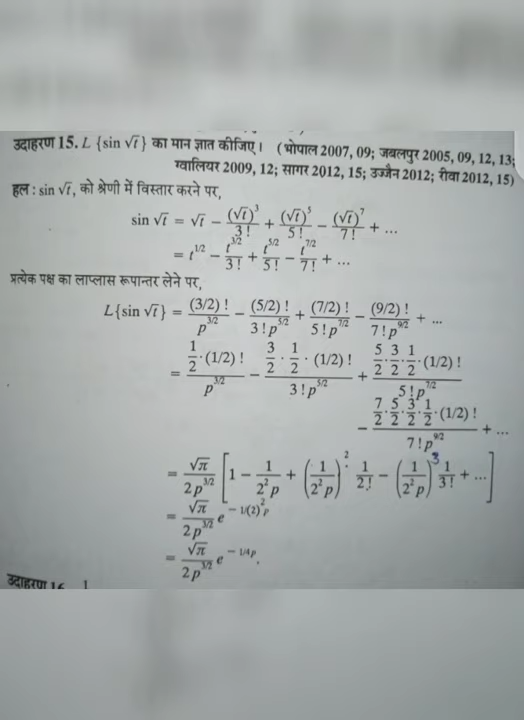 उदाहरण 15. L {sin √t} का मान ज्ञात कीजिए। (भोपाल 2007, 09; जबलपुर 2005, 09, 12, 13;
ग्वालियर 2009, 12; सागर 2012, 15; उज्जैन 2012; रीवा 2012, 15)
हल : sin √t, को श्रेणी में विस्तार करने पर,
sin √t = √t − (√t)³/3! + (√t)⁵/5! − (√t)⁷/7! + ...
= t^{1/2} − t^{3/2}/3! + t^{5/2}/5! − t^{7/2}/7! + ...
प्रत्येक पक्ष का लाप्लास रूपान्तर लेने पर,
L{sin √t} = (3/2)!/p^{3/2} − (5/2)!/3! p^{5/2} + (7/2)!/5! p^{7/2} − (9/2)!/7! p^{9/2} + ...
= 1/2·(1/2)!/p^{3/2} − 3/2·1/2·(1/2)!/3! p^{5/2} + 5/2·3/2·1/2·(1/2)!/5! p^{7/2}
− 7/2·5/2·3/2·1/2·(1/2)!/7! p^{9/2} + ...
= √π/2p^{3/2} [1 − 1/2²p + (1/2²p)² 1/2! − (1/2²p)³ 1/3! + ...]
= √π/2p^{3/2} e^{− 1/(2)²p}
= √π/2p^{3/2} e^{− 1/4p}.
उदाहरण 16. 1